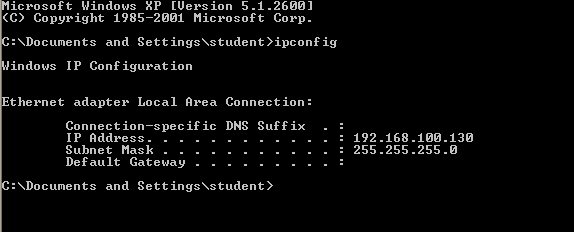 Microsoft Windows XP [Version 5.1.2600]
(C) Copyright 1985-2001 Microsoft Corp.
C:\Documents and Settings\student>ipconfig
Windows IP Configuration
Ethernet adapter Local Area Connection:
Connection-specific DNS Suffix  . :
IP Address. . . . . . . . . . . . : 192.168.100.130
Subnet Mask . . . . . . . . . . . : 255.255.255.0
Default Gateway . . . . . . . . . :
C:\Documents and Settings\student>